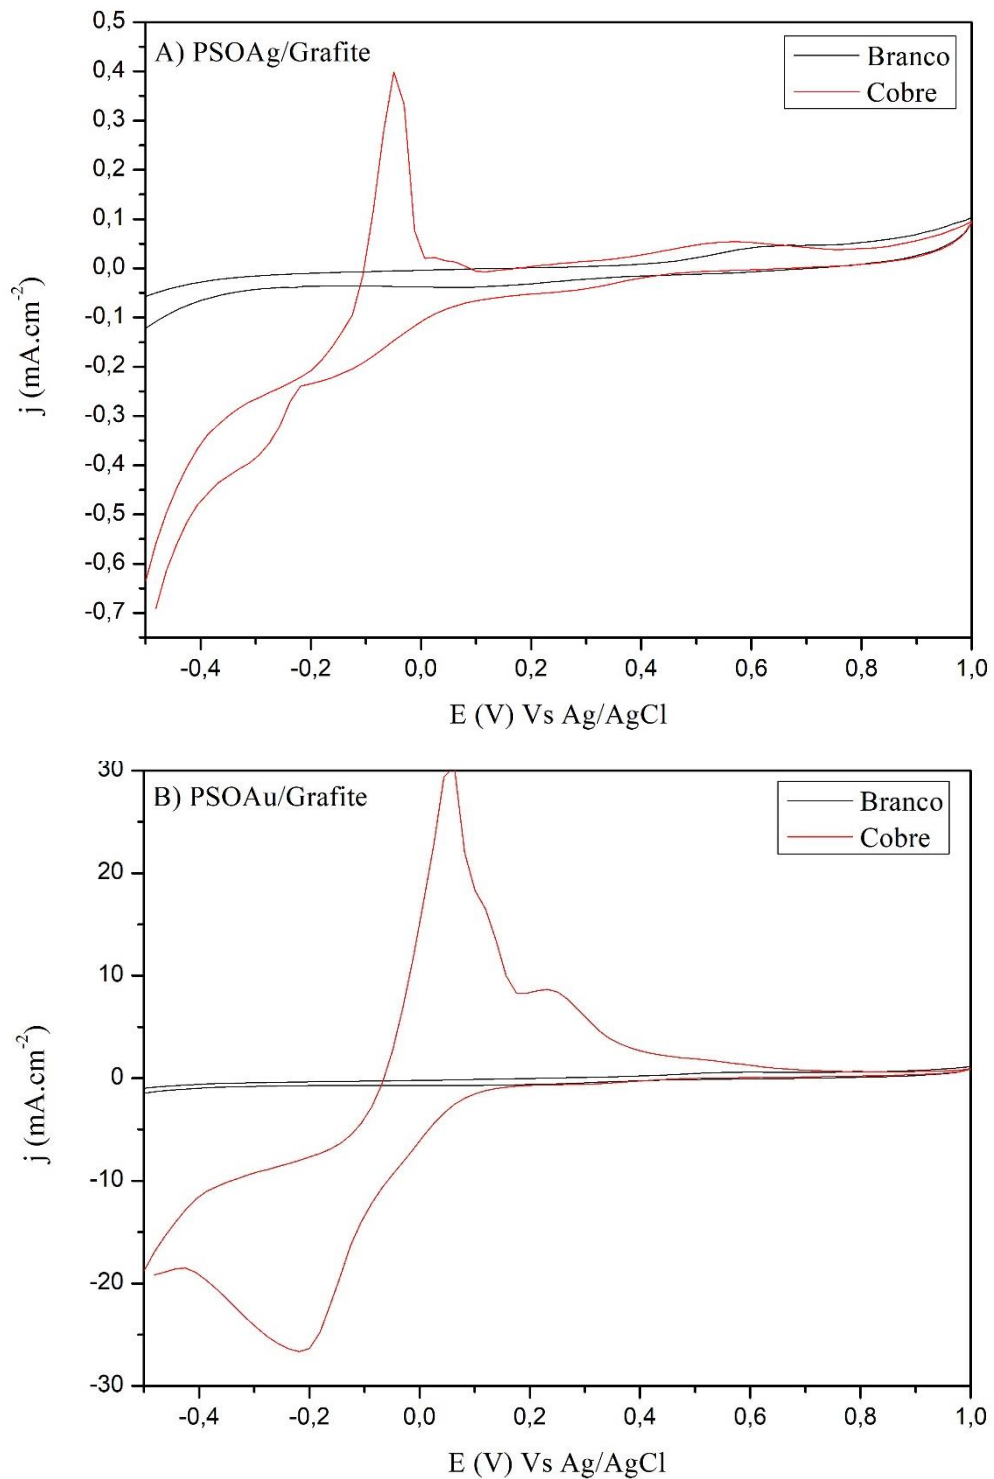 A) PSOAg/Grafite
Branco
Cobre
0,5
0,4
0,3
0,2
0,1
0,0
-0,1
-0,2
-0,3
-0,4
-0,5
-0,6
-0,7
j (mA.cm-2)
-0,4 -0,2 0,0 0,2 0,4 0,6 0,8 1,0
E (V) Vs Ag/AgCl
B) PSOAu/Grafite
Branco
Cobre
30
20
10
0
-10
-20
-30
j (mA.cm-2)
-0,4 -0,2 0,0 0,2 0,4 0,6 0,8 1,0
E (V) Vs Ag/AgCl